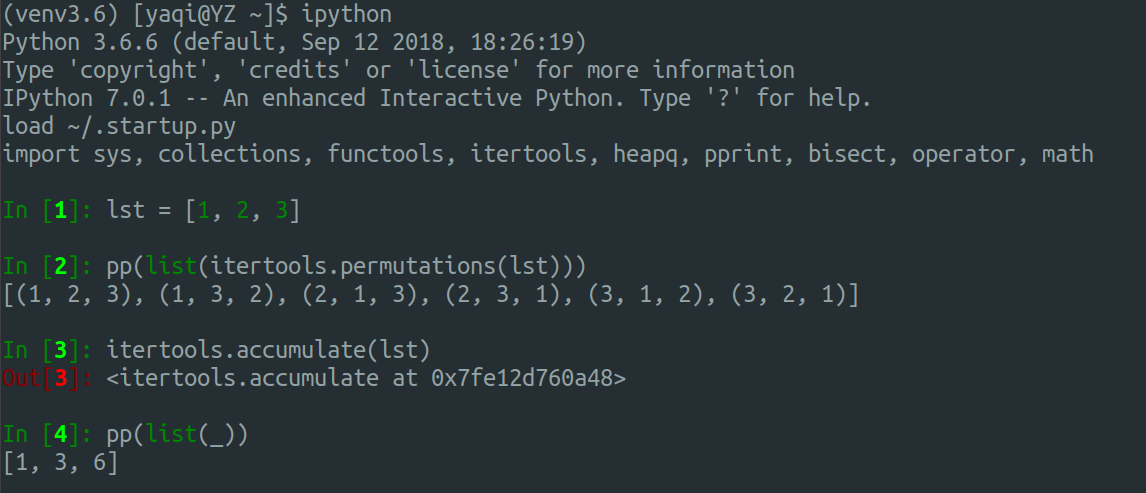 (venv3.6) [yaqi@YZ ~]$ ipython
Python 3.6.6 (default, Sep 12 2018, 18:26:19)
Type 'copyright', 'credits' or 'license' for more information
IPython 7.0.1 -- An enhanced Interactive Python. Type '?' for help.
load ~/.startup.py
import sys, collections, functools, itertools, heapq, pprint, bisect, operator, math
In [1]: lst = [1, 2, 3]
In [2]: pp(list(itertools.permutations(lst)))
[(1, 2, 3), (1, 3, 2), (2, 1, 3), (2, 3, 1), (3, 1, 2), (3, 2, 1)]
In [3]: itertools.accumulate(lst)
Out[3]: <itertools.accumulate at 0x7fe12d760a48>
In [4]: pp(list(_))
[1, 3, 6]